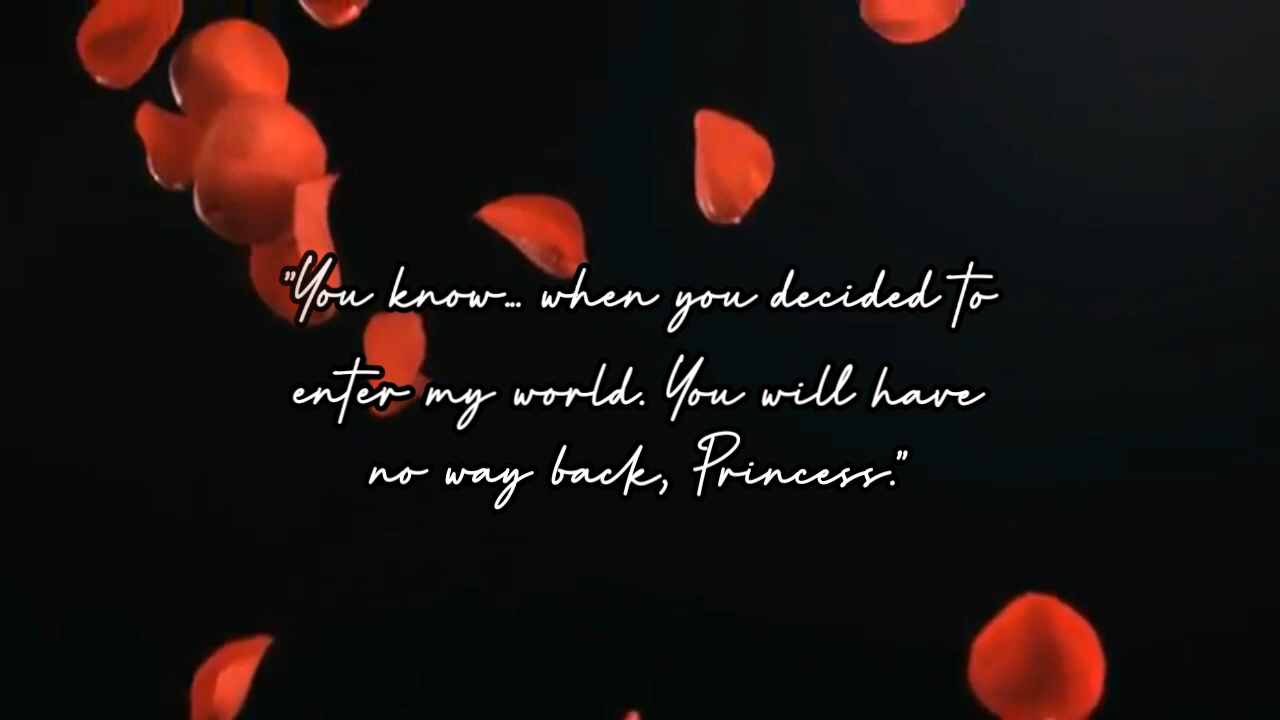 "You know... when you decided to
enter my world. You will have
no way back, Princess."